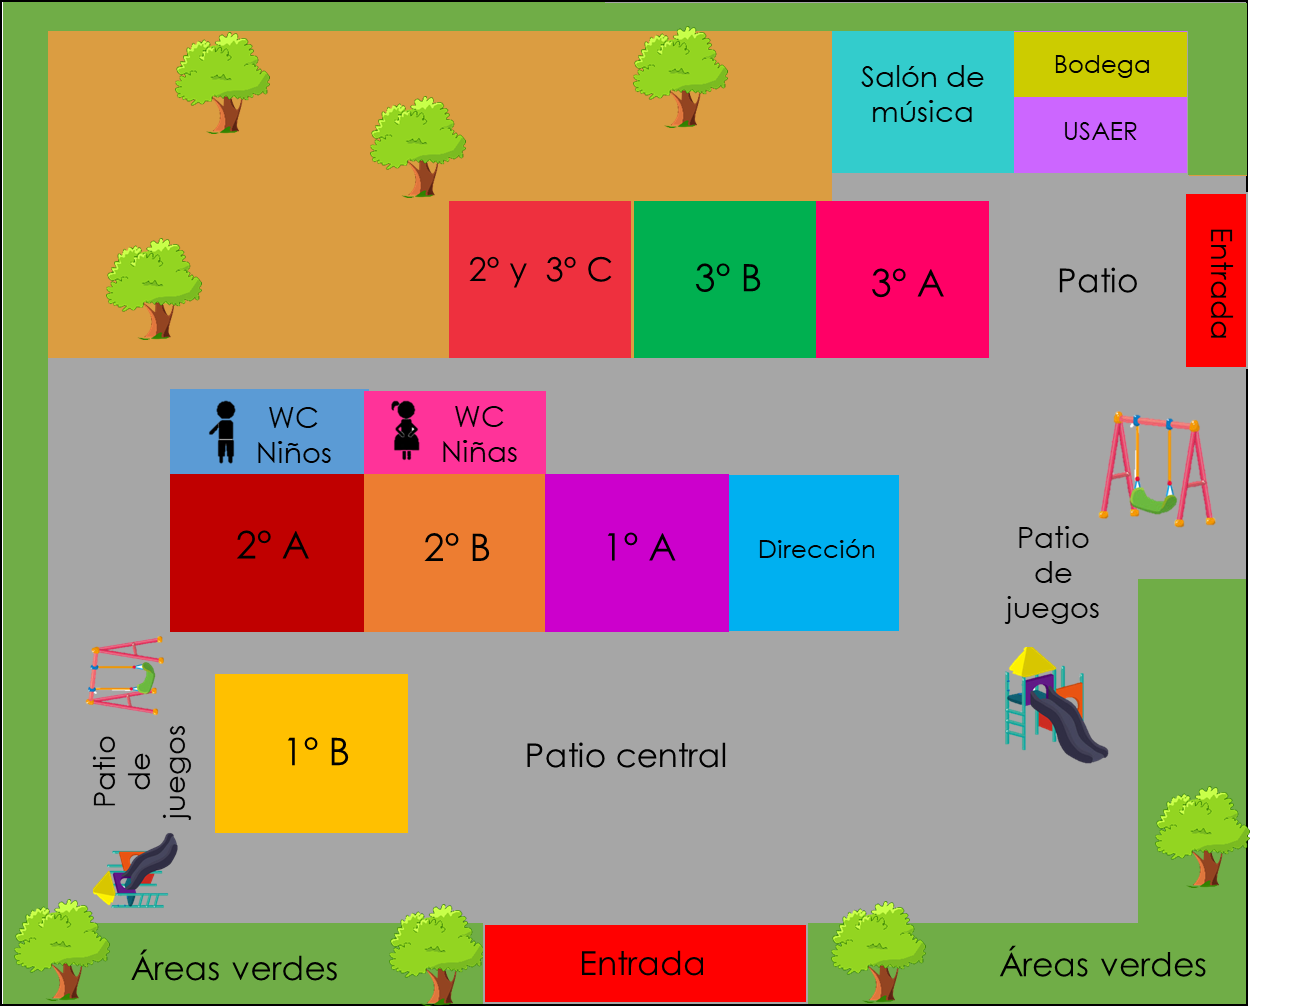 Salón de
música
Bodega
USAER
2° y 3° C
3° B
3° A
Patio
Entrada
WC
Niños
WC
Niñas
2° A
2° B
1° A
Dirección
Patio
de
juegos
Patio
de
juegos
1° B
Patio central
Áreas verdes
Entrada
Áreas verdes